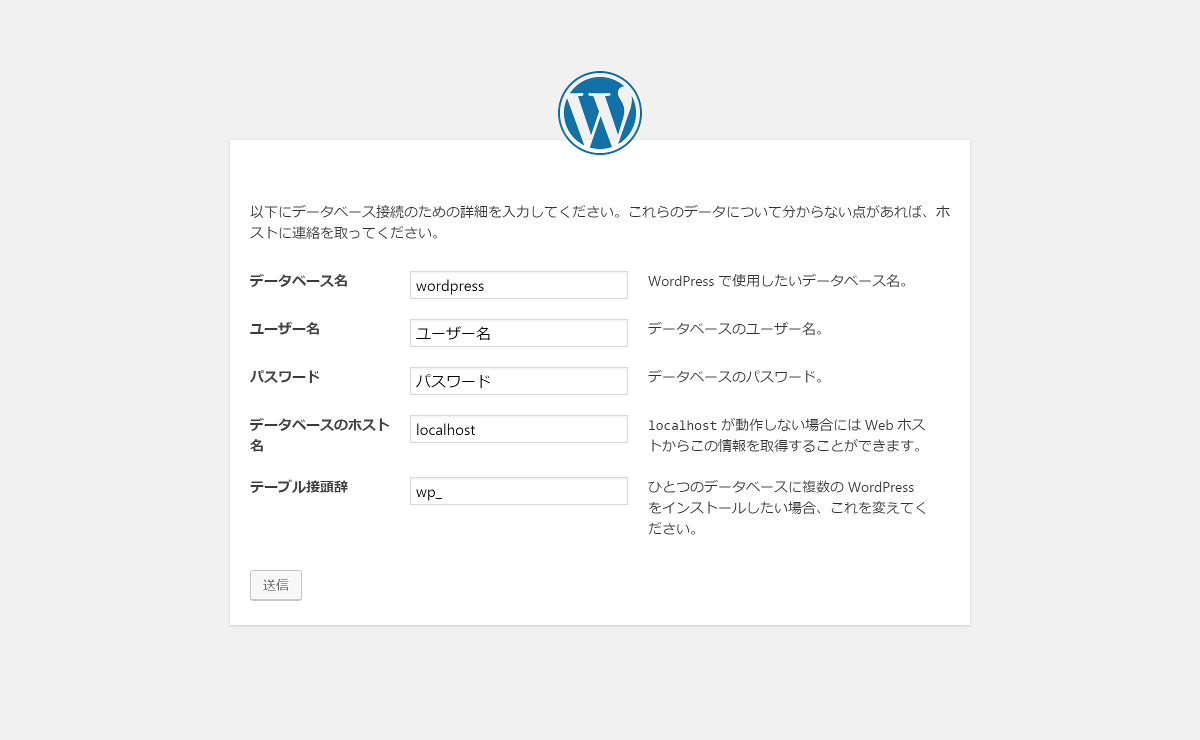 以下にデータベース接続のための詳細を入力してください。これらのデータについて分からない点があれば、ホ
ストに連絡を取ってください。
データベース名
wordpress
WordPress で使用したいデータベース名。
ユーザー名
ユーザー名
データベースのユーザー名。
パスワード
パスワード
データベースのパスワード。
データベースのホスト
名
localhost
localhost が動作しない場合には Web ホス
トからこの情報を取得することができます。
テーブル接頭辞
wp_
ひとつのデータベースに複数の WordPress
をインストールしたい場合、これを変えてく
ださい。
送信